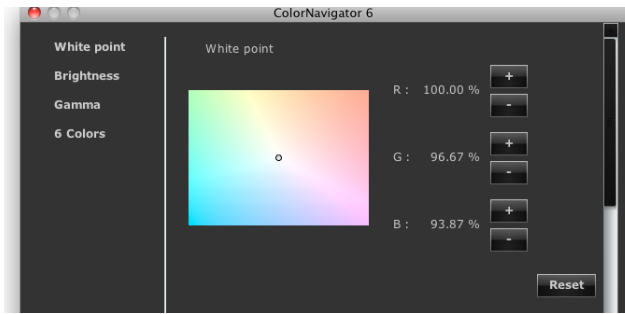 ColorNavigator 6
White point
Brightness
Gamma
6 Colors
White point
R : 100.00 %
+
-
G : 96.67 %
+
-
B : 93.87 %
+
-
Reset